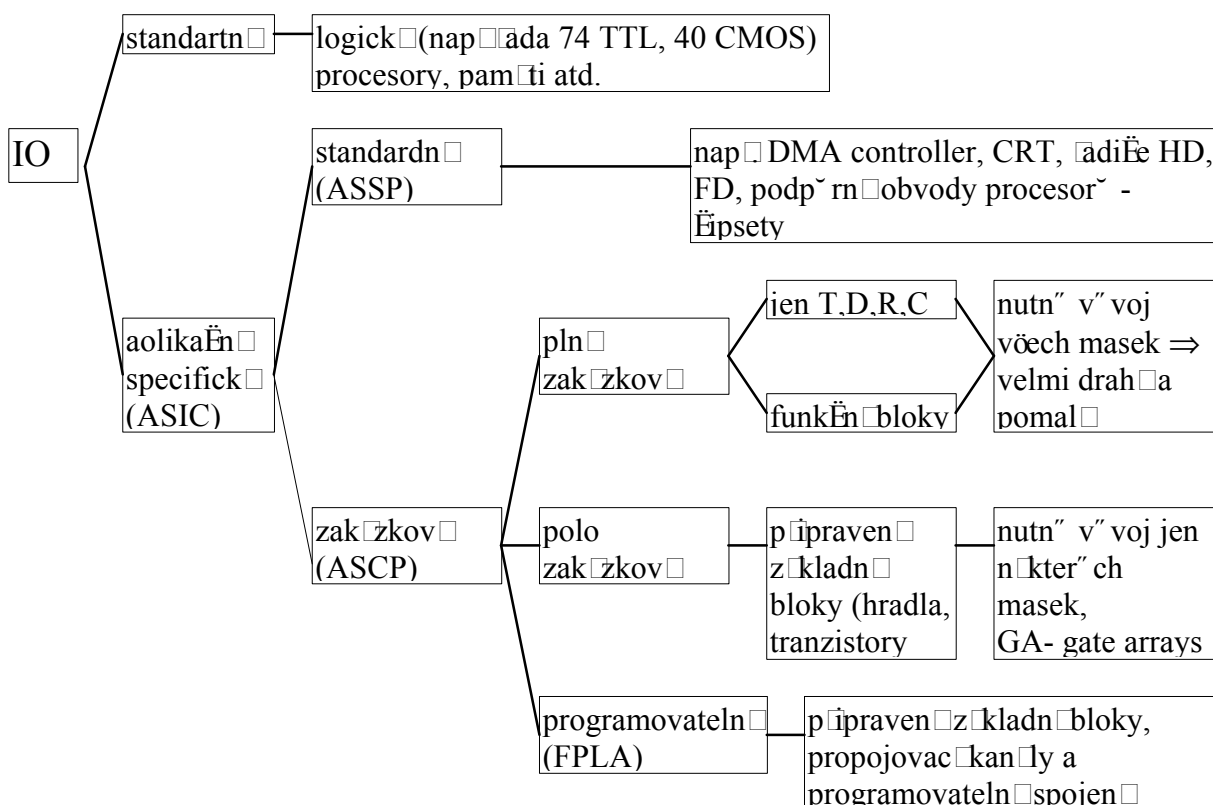 standartn□
logick□ (nap□□ada 74 TTL, 40 CMOS)
procesory, pam□ti atd.
IO
standardn□
(ASSP)
nap□. DMA controller, CRT, □adiËe HD,
FD, podp˘rn□ obvody procesor˘ -
Ëipsety
aolikaËn□
specifick□
(ASIC)
pln□
zak□zkov□
jen T,D,R,C
funkËn□ bloky
nutn˝ v˝voj
vöech masek ⇒
velmi drah□ a
pomal□
zak□zkov□
(ASCP)
polo
zak□zkov□
p□ipraven□
z□kladn□
bloky (hradla,
tranzistory
nutn˝ v˝voj jen
n□kter˝ch
masek,
GA- gate arrays
programovateln□
(FPLA)
p□ipraven□ z□kladn□ bloky,
propojovac□ kan□ly a
programovateln□ spojen□